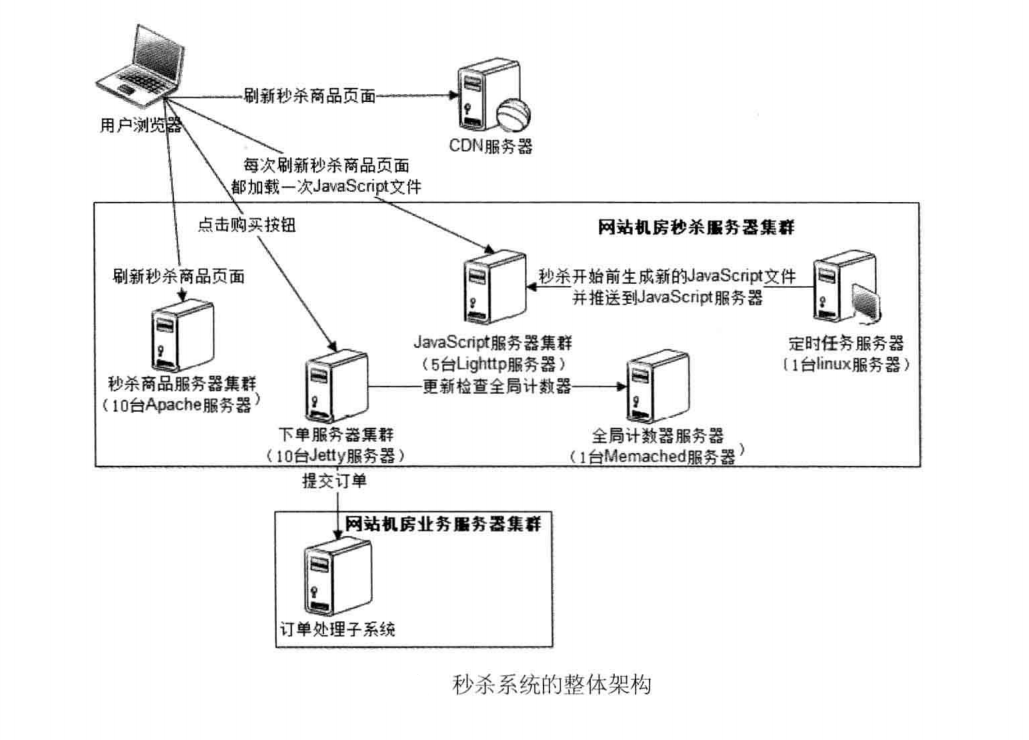 刷新秒杀商品页面
用户浏览器
CDN服务器
每次刷新秒杀商品页面
都加载一次JavaScript文件
点击购买按钮
网站机房秒杀服务器集群
刷新秒杀商品页面
秒杀开始前生成新的JavaScript文件
并推送到JavaScript服务器
JavaScript服务器集群
(5台Lighttp服务器)
定时任务服务器
(1台linux服务器)
秒杀商品服务器集群
(10台Apache服务器)
更新检查全局计数器
下单服务器集群
(10台Jetty服务器)
全局计数器服务器
(1台Memached服务器)
提交订单
网站机房业务服务器集群
订单处理子系统
秒杀系统的整体架构